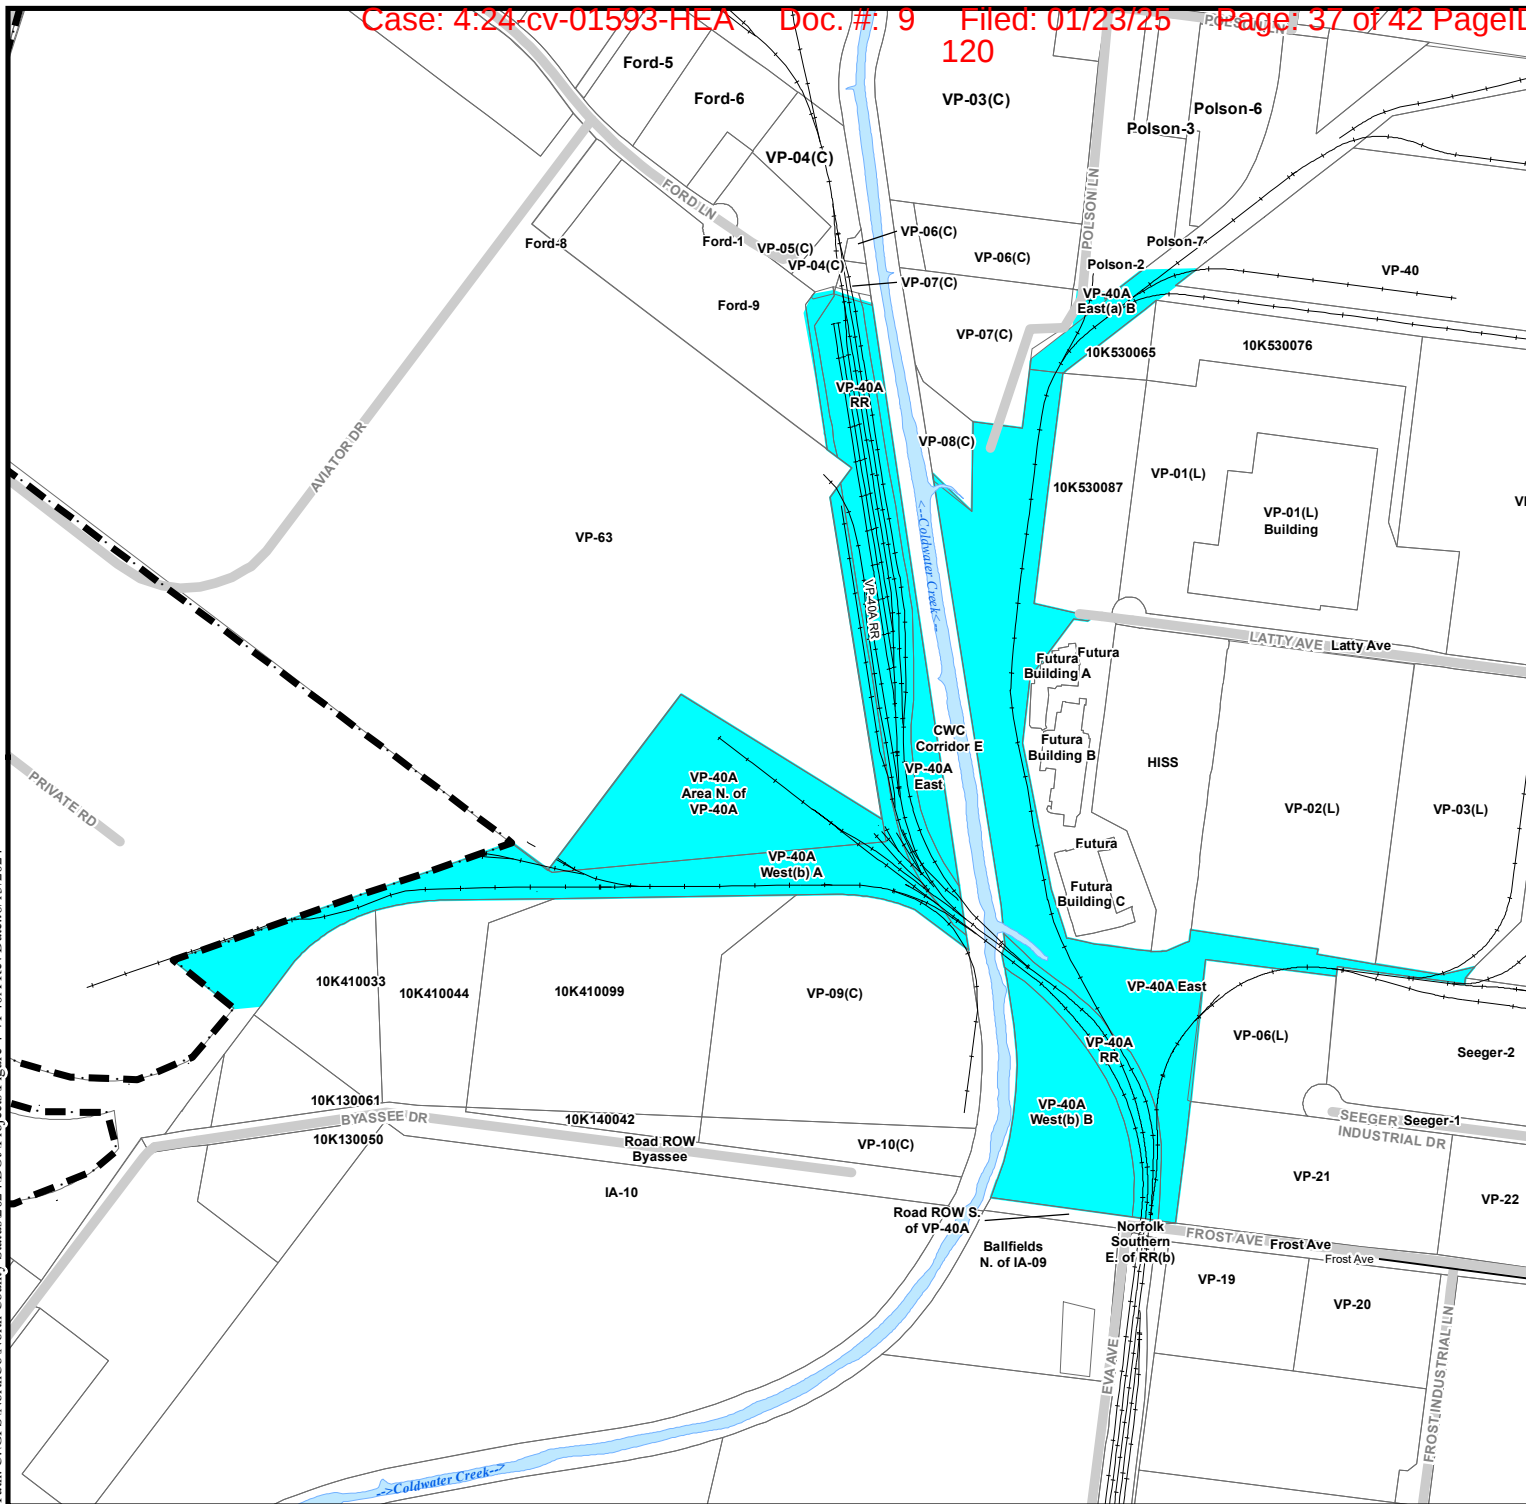 Case: 4:24-cv-01593-HEA Doc. #: 9 Filed: 01/23/25 Page: 37 of 42 PageID
120
POLSON LN
Ford-5
Ford-6
VP-03(C)
Polson-6
Polson-3
VP-04(C)
FORD LN
POLSON LN
Ford-8
Ford-1
VP-05(C)
VP-04(C)
VP-06(C)
VP-06(C)
Polson-7
Polson-2
VP-40
Ford-9
VP-07(C)
VP-07(C)
VP-40A
East(a) B
10K530065
10K530076
VP-40A
RR
AVIATOR DR
VP-08(C)
10K530087
VP-01(L)
VP-01(L)
Building
VP-63
<--Coldwater Creek<--
VP-40A RR
LATTY AVE
Latty Ave
Futura
Futura
Building A
CWC
Corridor E
Futura
Building B
HISS
VP-40A
East
VP-40A
Area N. of
VP-40A
PRIVATE RD
VP-02(L)
VP-03(L)
Futura
VP-40A
West(b) A
Futura
Building C
10K410033
10K410044
10K410099
VP-09(C)
VP-40A East
VP-06(L)
VP-40A
RR
Seeger-2
10K130061
BYASSEE DR
10K140042
VP-40A
West(b) B
SEEGER
Seeger-1
INDUSTRIAL DR
10K130050
Road ROW
Byassee
VP-10(C)
VP-21
VP-22
IA-10
Road ROW S.
of VP-40A
Norfolk
Southern
E. of RR(b)
FROST AVE
Frost Ave
Frost Ave
Ballfields
N. of IA-09
VP-19
VP-20
EVA AVE
FROST INDUSTRIAL LN
-->Coldwater Creek-->